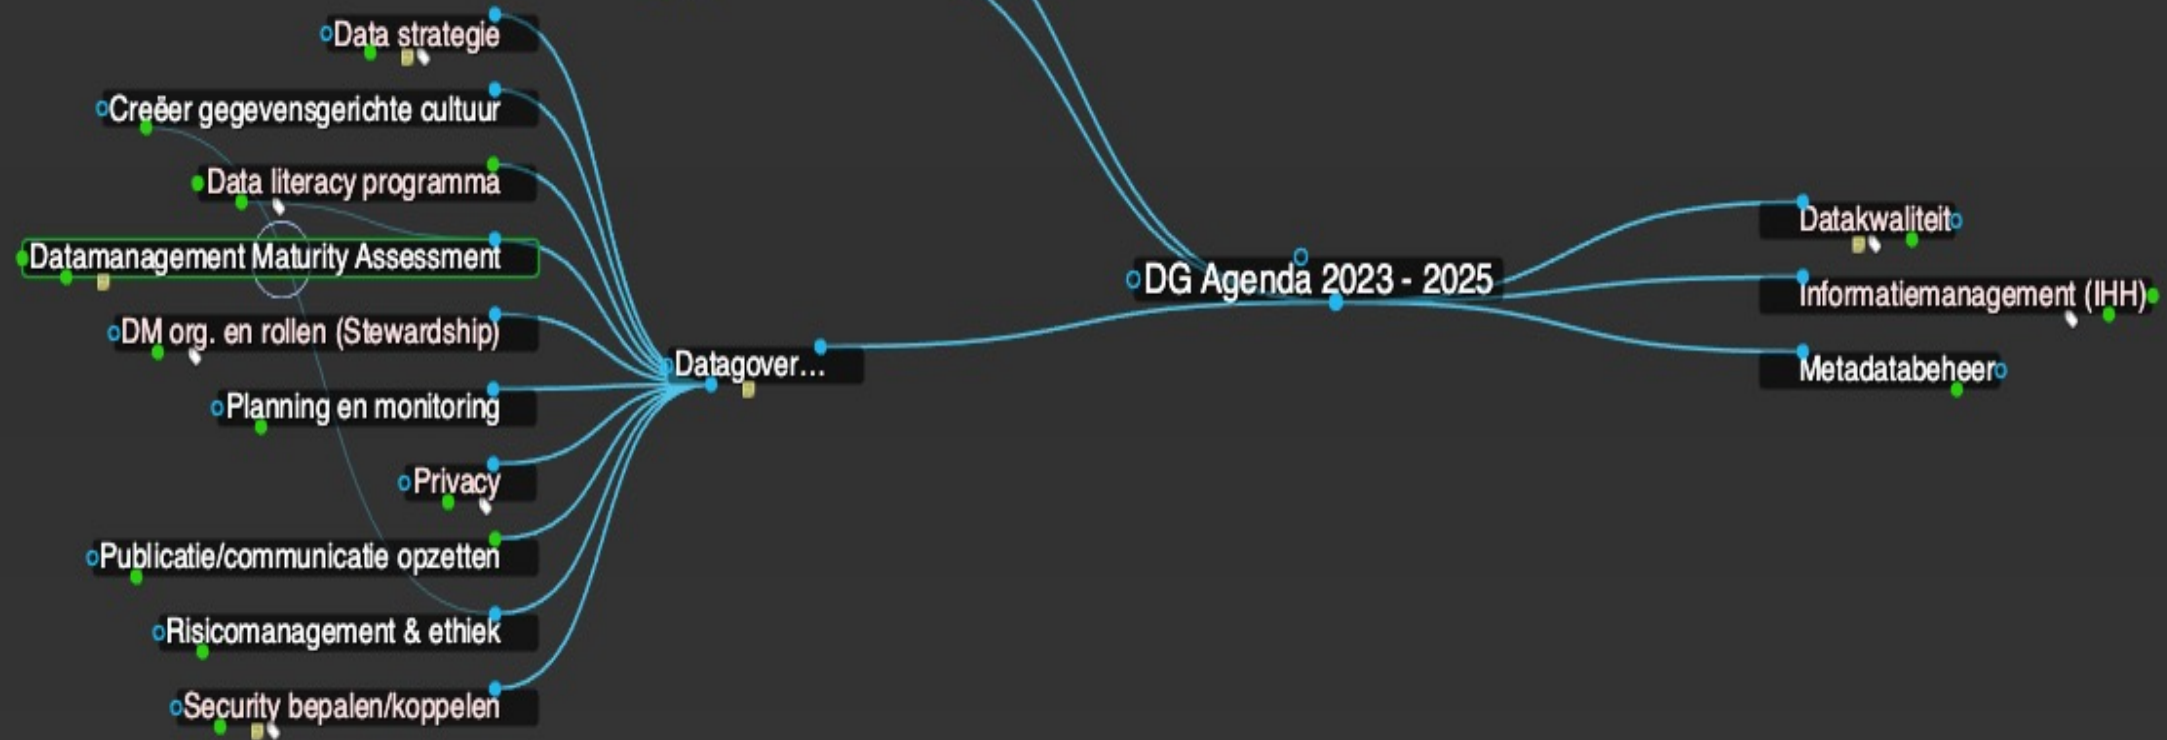 Data strategie
Creëer gegevensgerichte cultuur
Data literacy programma
Datamanagement Maturity Assessment
DM org. en rollen (Stewardship)
Planning en monitoring
Privacy
Publicatie/communicatie opzetten
Risicomanagement & ethiek
Security bepalen/koppelen
Datagover...
DG Agenda 2023 - 2025
Datakwaliteit
Informatiemanagement (IHH)
Metadatabeheer